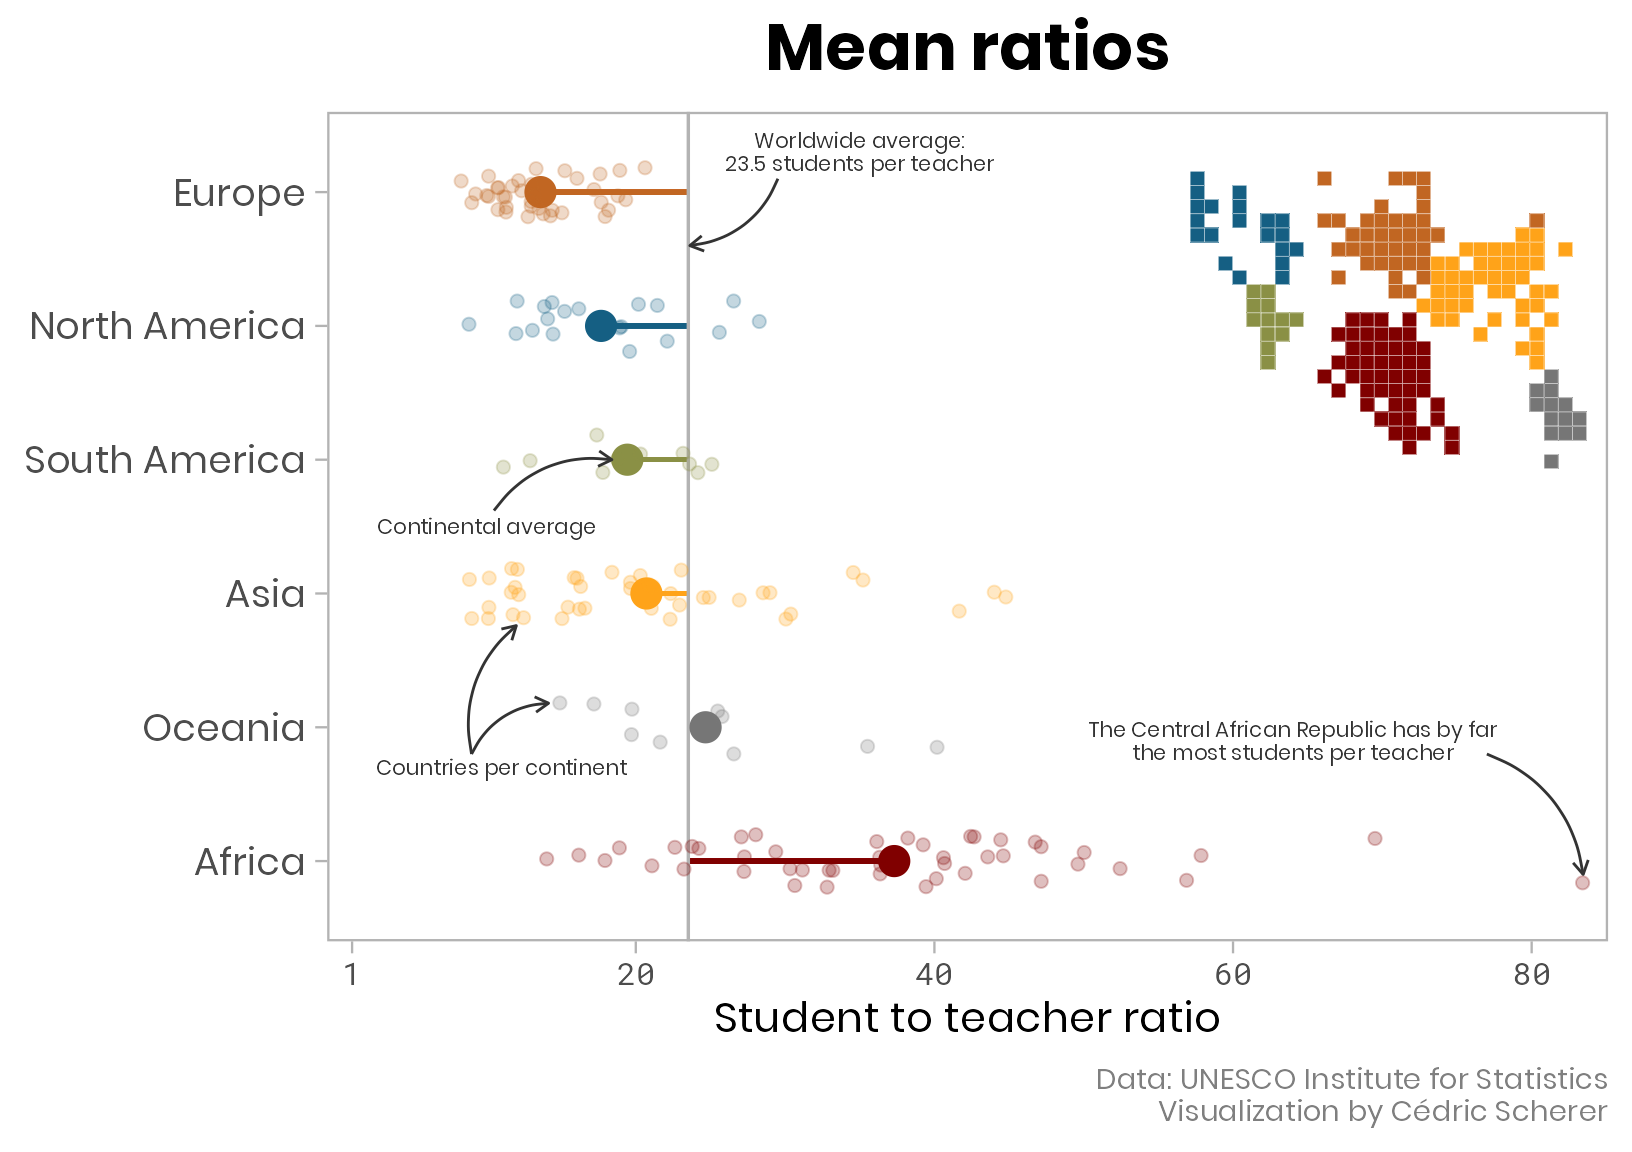 Mean ratios
Worldwide average:
23.5 students per teacher
Europe
North America
South America
Continental average
Asia
Oceania
Countries per continent
The Central African Republic has by far
the most students per teacher
Africa
1 20 40 60 80
Student to teacher ratio
Data: UNESCO Institute for Statistics
Visualization by Cédric Scherer